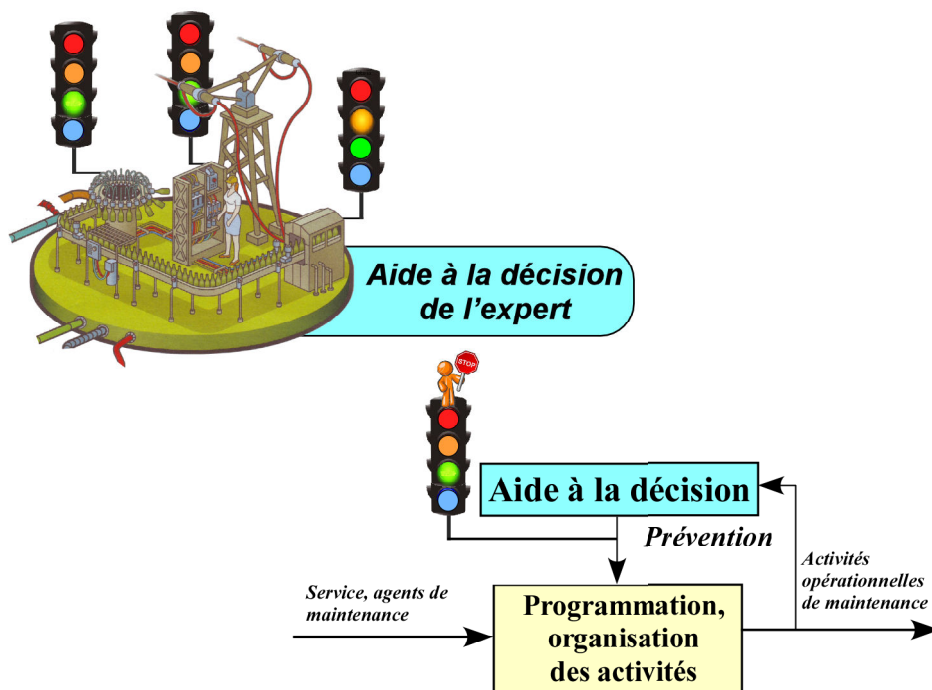 Aide à la décision
de l'expert
STOP
Aide à la décision
Prévention
Service, agents de
maintenance
Programmation,
organisation
des activités
Activités
opérationnelles
de maintenance